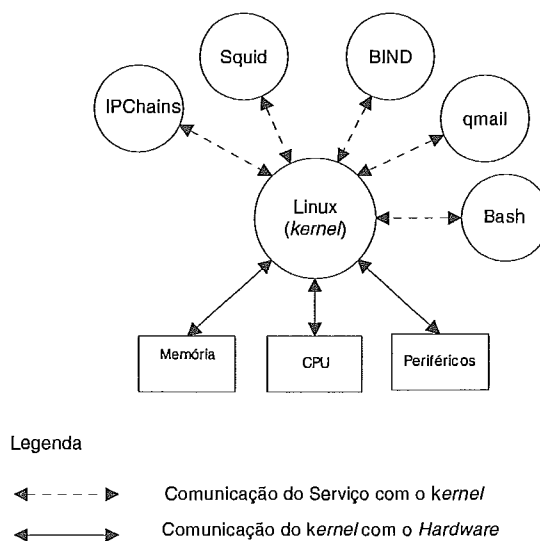 Squid
BIND
IPChains
qmail
Linux
(kernel)
Bash
Memória
CPU
Periféricos
Legenda
Comunicação do Serviço com o kernel
Comunicação do kernel com o Hardware